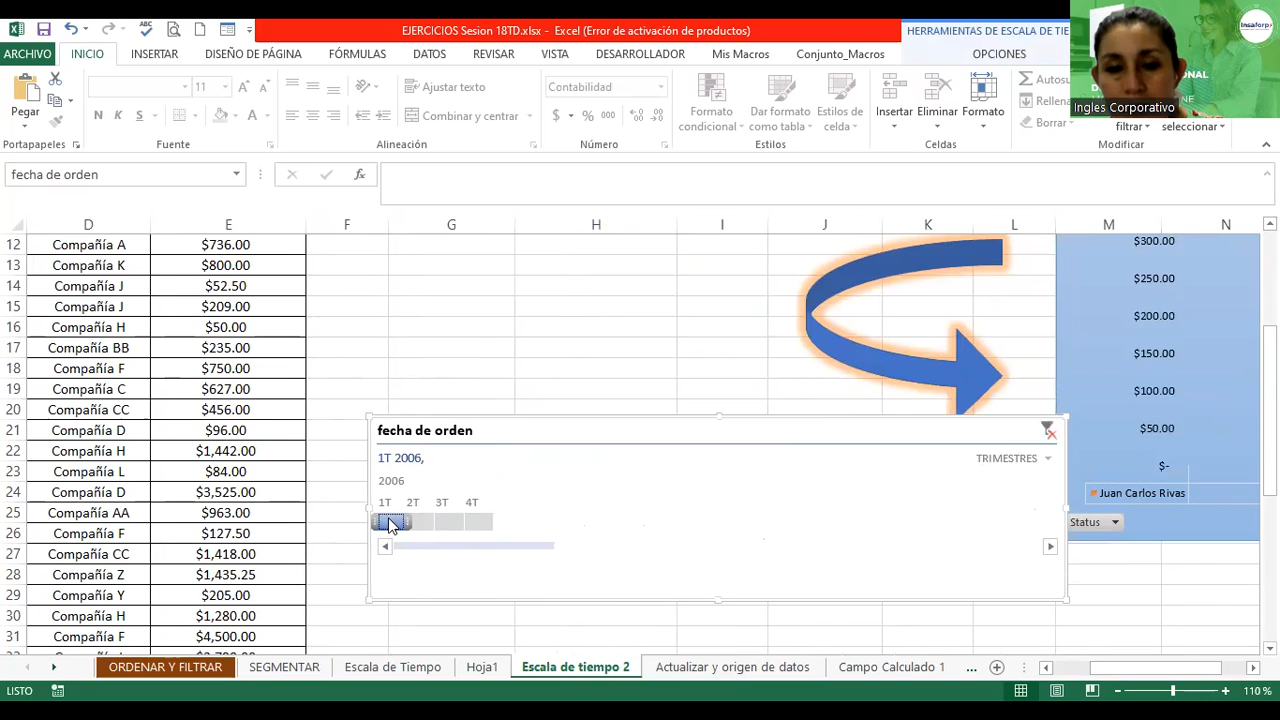 EJERCICIOS Sesion 18TD.xlsx - Excel (Error de activación de productos)
HERRAMIENTAS DE ESCALA DE TIE
ARCHIVO INICIO INSERTAR DISEÑO DE PÁGINA FÓRMULAS DATOS REVISAR VISTA DESARROLLADOR Mis Macros Conjunto_Macros OPCIONES
Insaforp
IONAL
NE
Ingles Corporativo
Pegar
11
N K S
Ajustar texto
Combinar y centrar
Contabilidad
$ % 000
Formato condicional
Dar formato como tabla
Estilos de celda
Insertar Eliminar Formato
Autosu
Rellena
Borrar
filtrar
seleccionar
Portapapeles Fuente Alineación Número Estilos Celdas Modificar
fecha de orden
fx
D E F G H I J K L M N
12 Compañía A $736.00
13 Compañía K $800.00
14 Compañía J $52.50
15 Compañía J $209.00
16 Compañía H $50.00
17 Compañía BB $235.00
18 Compañía F $750.00
19 Compañía C $627.00
20 Compañía CC $456.00
21 Compañía D $96.00
22 Compañía H $1,442.00
23 Compañía L $84.00
24 Compañía D $3,525.00
25 Compañía AA $963.00
26 Compañía F $127.50
27 Compañía CC $1,418.00
28 Compañía Z $1,435.25
29 Compañía Y $205.00
30 Compañía H $1,280.00
31 Compañía F $4,500.00
$300.00
$250.00
$200.00
$150.00
$100.00
$50.00
$-
Juan Carlos Rivas
Status
fecha de orden
1T 2006,
TRIMESTRES
2006
1T 2T 3T 4T
ORDENAR Y FILTRAR SEGMENTAR Escala de Tiempo Hoja1 Escala de tiempo 2 Actualizar y origen de datos Campo Calculado 1 ...
LISTO
110 %